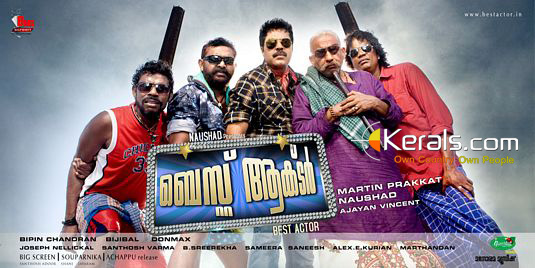 www.bestactor.in
NAUSHAD Presents
ബെസ്റ്റ് ആക്ടർ
BEST ACTOR
Kerals.com
Own Country, Own People
MARTIN PRAKKAT
NAUSHAD
AJAYAN VINCENT
BIPIN CHANDRAN BIJIBAL DONMAX
JOSEPH NELLICKAL SANTHOSH VARMA B.SREEREKHA SAMEERA SANEESH ALEX.E.KURIAN MARTHANDAN
BIG SCREEN | SOUPARNIKA | ACHAPPU release
മനോരമ മ്യൂസിക്